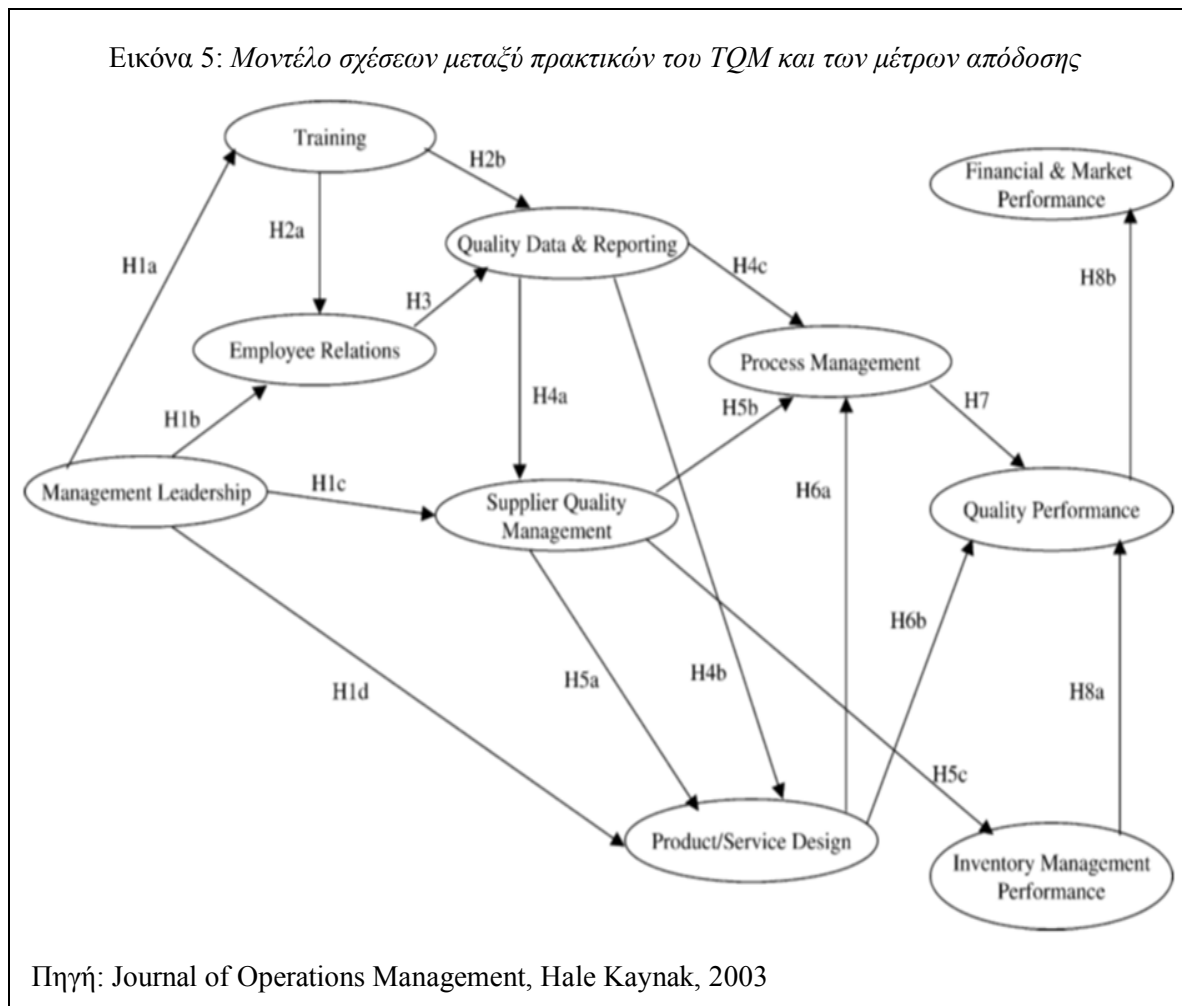 Εικόνα 5: Μοντέλο σχέσεων μεταξύ πρακτικών του TQM και των μέτρων απόδοσης
Training
H2b
Financial & Market
Performance
H2a
Quality Data & Reporting
H1a
H4c
H8b
H3
Employee Relations
Process Management
H4a
H5b
H7
H1b
Management Leadership
H1c
Supplier Quality
Management
H6a
Quality Performance
H6b
H5a
H4b
H1d
H8a
H5c
Product/Service Design
Inventory Management
Performance
Πηγή: Journal of Operations Management, Hale Kaynak, 2003